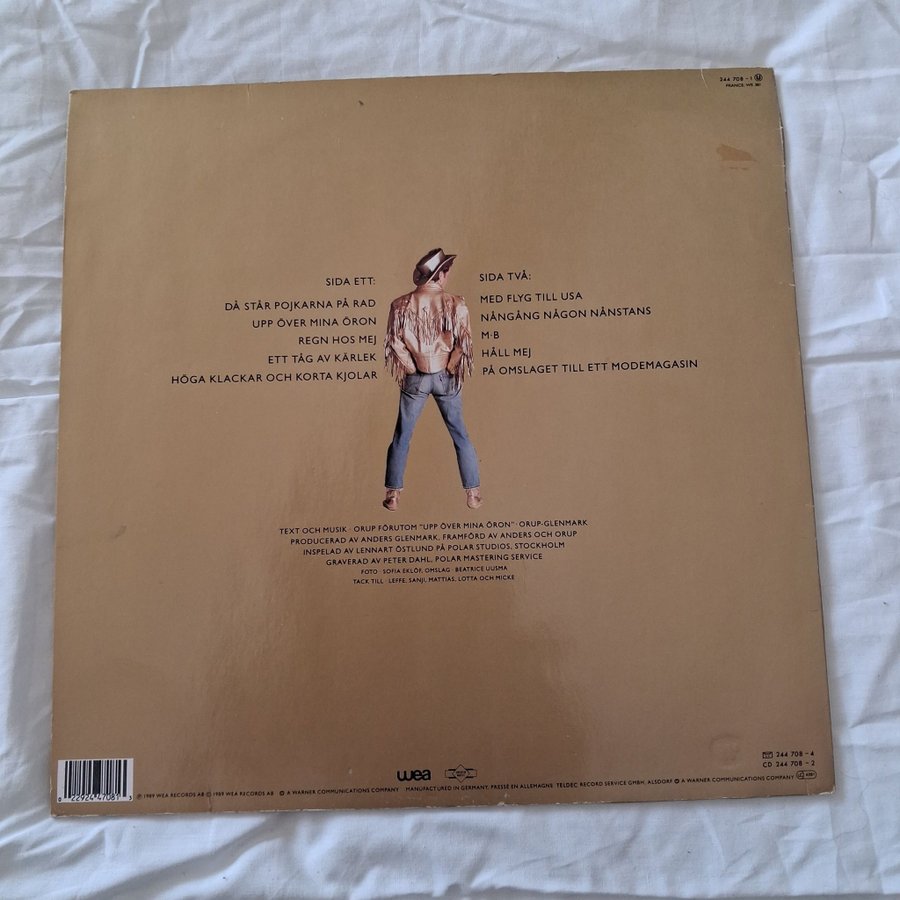 244 708 – 1 U
FRANCE: WE 381
SIDA ETT:
DÅ STÅR POJKARNA PÅ RAD
UPP ÖVER MINA ÖRON
REGN HOS MEJ
ETT TÅG AV KÄRLEK
HÖGA KLACKAR OCH KORTA KJOLAR
SIDA TVÅ:
MED FLYG TILL USA
NÅNGÅNG NÅGON NÅNSTANS
M·B
HÅLL MEJ
PÅ OMSLAGET TILL ETT MODEMAGASIN
TEXT OCH MUSIK · ORUP FÖRUTOM "UPP ÖVER MINA ÖRON" · ORUP-GLENMARK
PRODUCERAD AV ANDERS GLENMARK, FRAMFÖRD AV ANDERS OCH ORUP
INSPELAD AV LENNART ÖSTLUND PÅ POLAR STUDIOS, STOCKHOLM
GRAVERAD AV PETER DAHL, POLAR MASTERING SERVICE
FOTO · SOFIA EKLÖF, OMSLAG · BEATRICE UUSMA
TACK TILL · LEFFE, SANJI, MATTIAS, LOTTA OCH MICKE
wea
244 708 – 4
CD 244 708 – 2
0 22924 47081 3
℗ 1989 WEA RECORDS AB © 1989 WEA RECORDS AB A WARNER COMMUNICATIONS COMPANY MANUFACTURED IN GERMANY. PRESSÉ EN ALLEMAGNE TELDEC RECORD SERVICE GMBH, ALSDORF A WARNER COMMUNICATIONS COMPANY